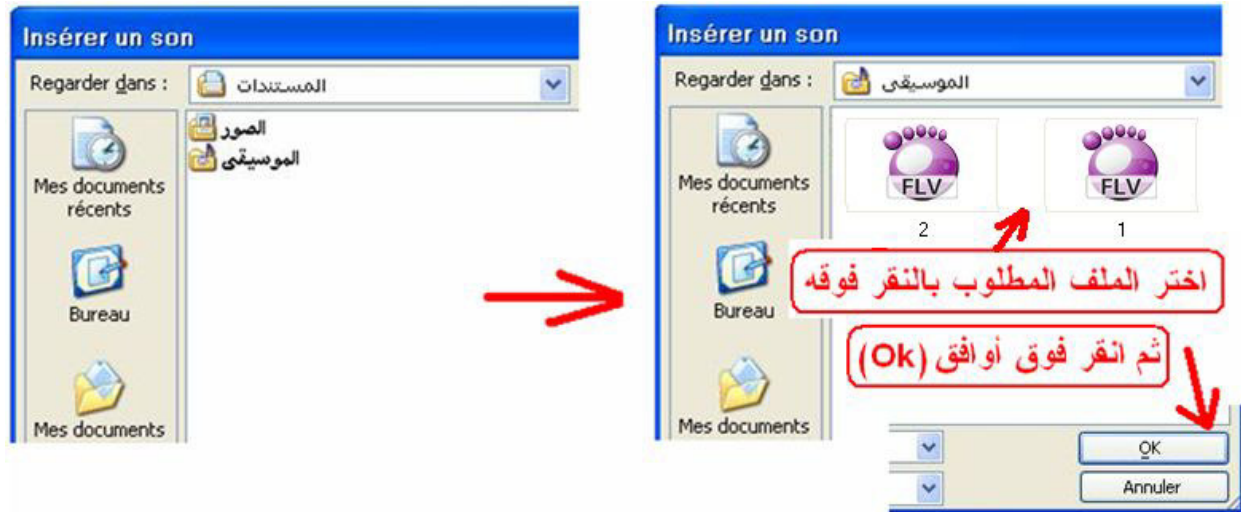 Insérer un son
Regarder dans :
المستندات
الصور
الموسيقى
Mes documents
récents
Bureau
Mes documents
Insérer un son
Regarder dans :
الموسيقى
Mes documents
récents
Bureau
Mes documents
FLV
FLV
2
1
اختر الملف المطلوب بالنقر فوقه
ثم انقر فوق أوافق (Ok)
OK
Annuler